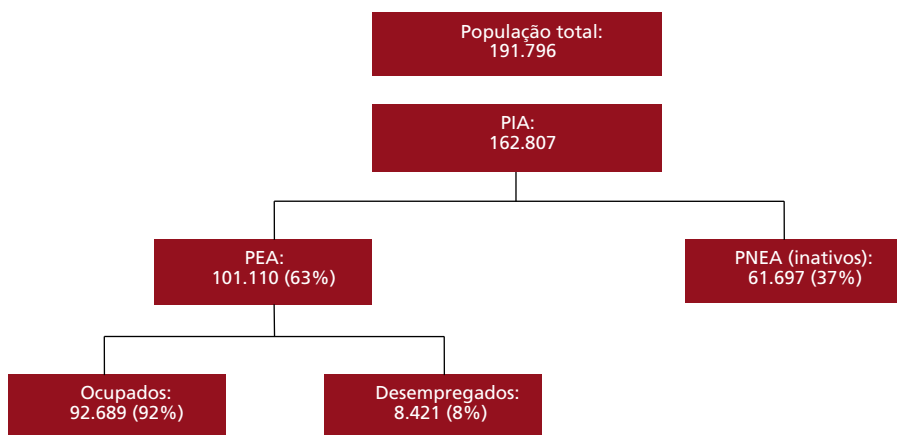 População total:
191.796
PIA:
162.807
PEA:
101.110 (63%)
PNEA (inativos):
61.697 (37%)
Ocupados:
92.689 (92%)
Desempregados:
8.421 (8%)